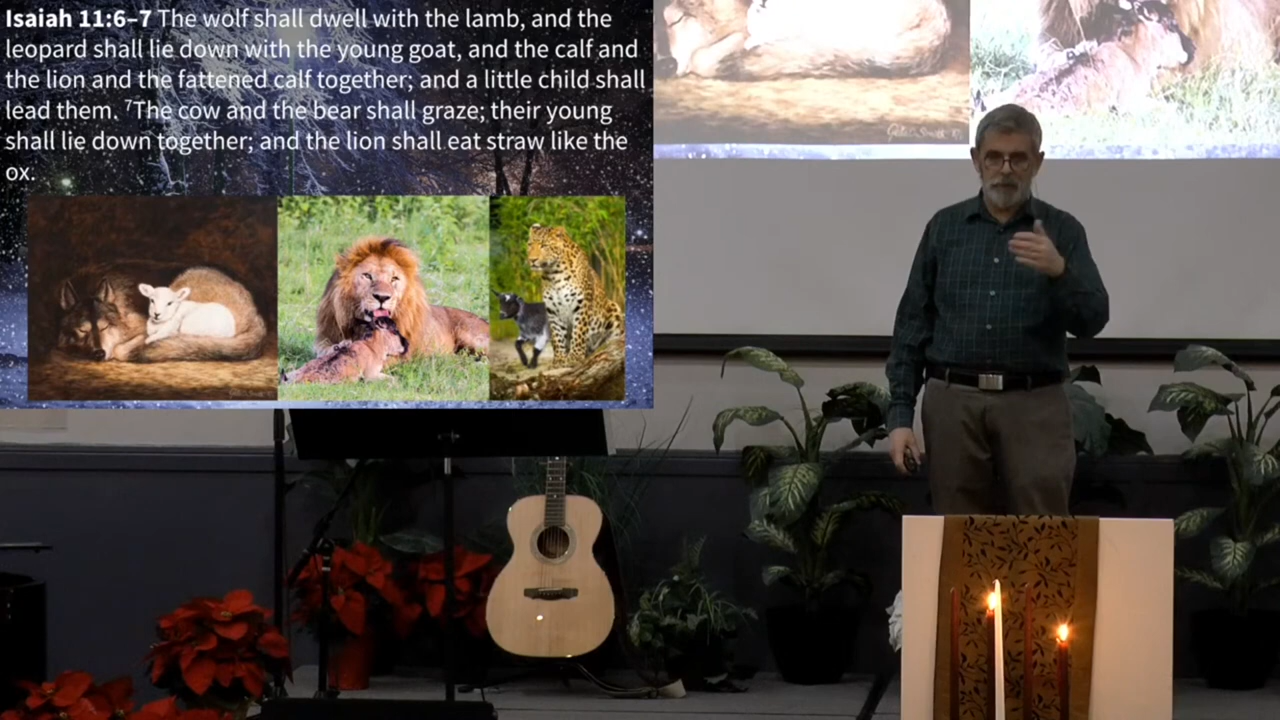 Isaiah 11:6–7 The wolf shall dwell with the lamb, and the
leopard shall lie down with the young goat, and the calf and
the lion and the fattened calf together; and a little child shall
lead them. ⁷The cow and the bear shall graze; their young
shall lie down together; and the lion shall eat straw like the
ox.